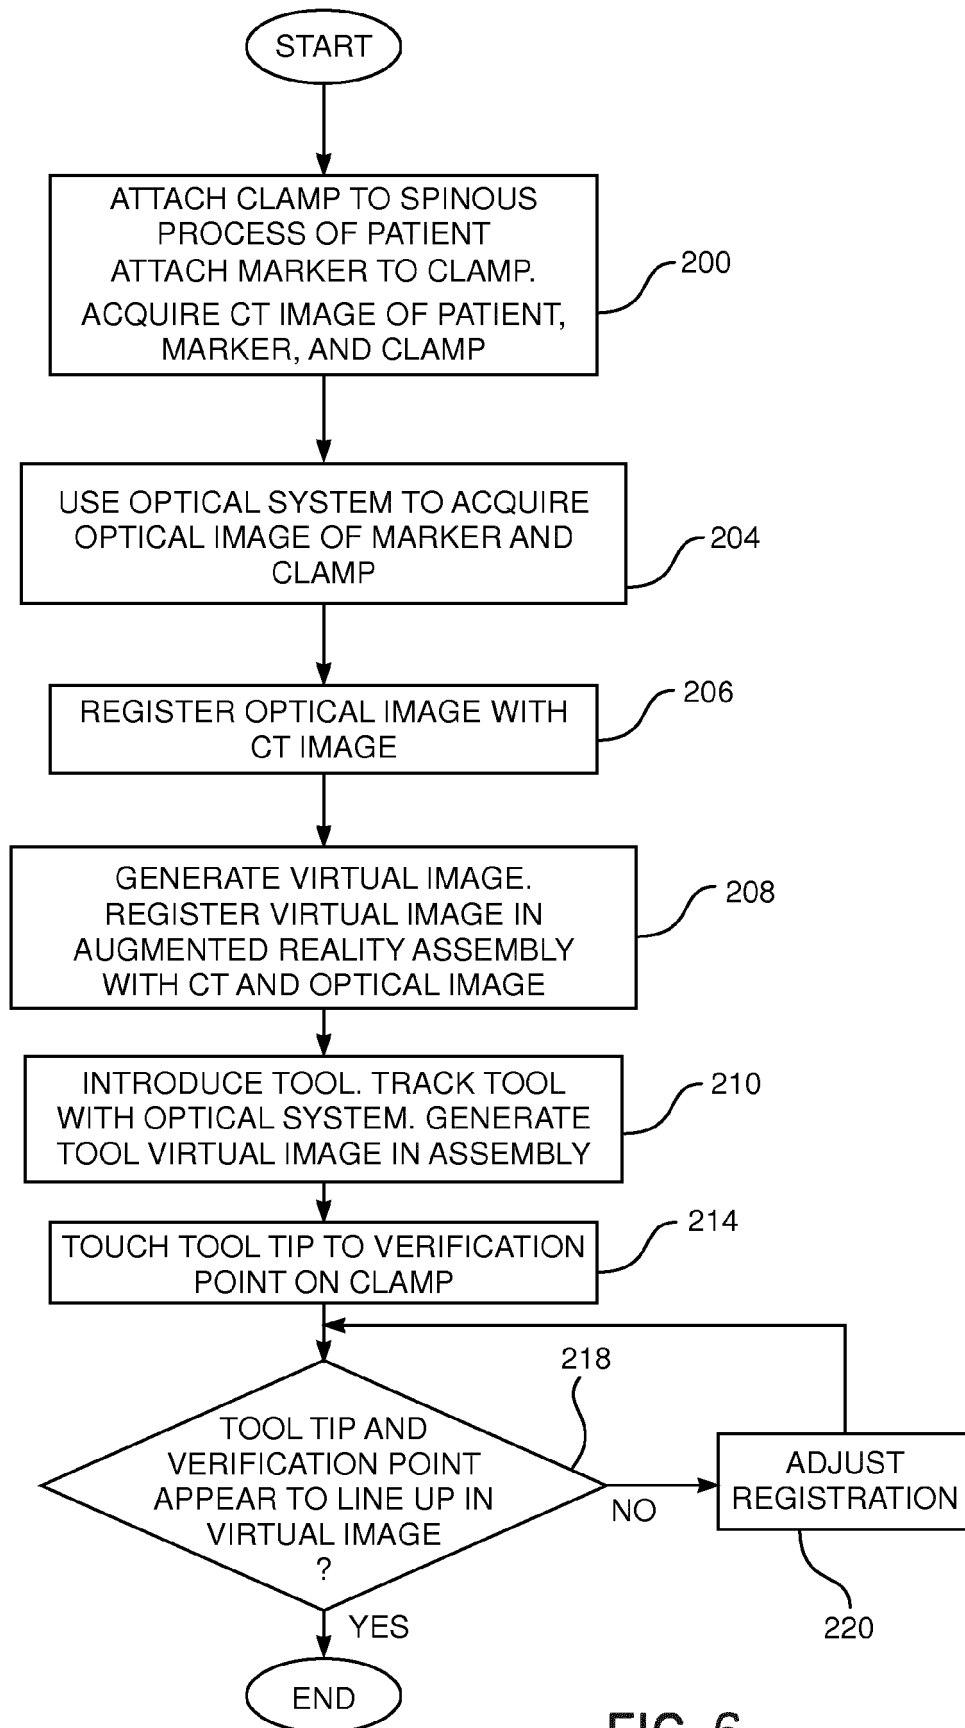 START
ATTACH CLAMP TO SPINOUS
PROCESS OF PATIENT
ATTACH MARKER TO CLAMP.
ACQUIRE CT IMAGE OF PATIENT,
MARKER, AND CLAMP
200
USE OPTICAL SYSTEM TO ACQUIRE
OPTICAL IMAGE OF MARKER AND
CLAMP
204
REGISTER OPTICAL IMAGE WITH
CT IMAGE
206
GENERATE VIRTUAL IMAGE.
REGISTER VIRTUAL IMAGE IN
AUGMENTED REALITY ASSEMBLY
WITH CT AND OPTICAL IMAGE
208
INTRODUCE TOOL. TRACK TOOL
WITH OPTICAL SYSTEM. GENERATE
TOOL VIRTUAL IMAGE IN ASSEMBLY
210
TOUCH TOOL TIP TO VERIFICATION
POINT ON CLAMP
214
218
TOOL TIP AND
VERIFICATION POINT
APPEAR TO LINE UP IN
VIRTUAL IMAGE
?
NO
ADJUST
REGISTRATION
220
YES
END
FIG. 6